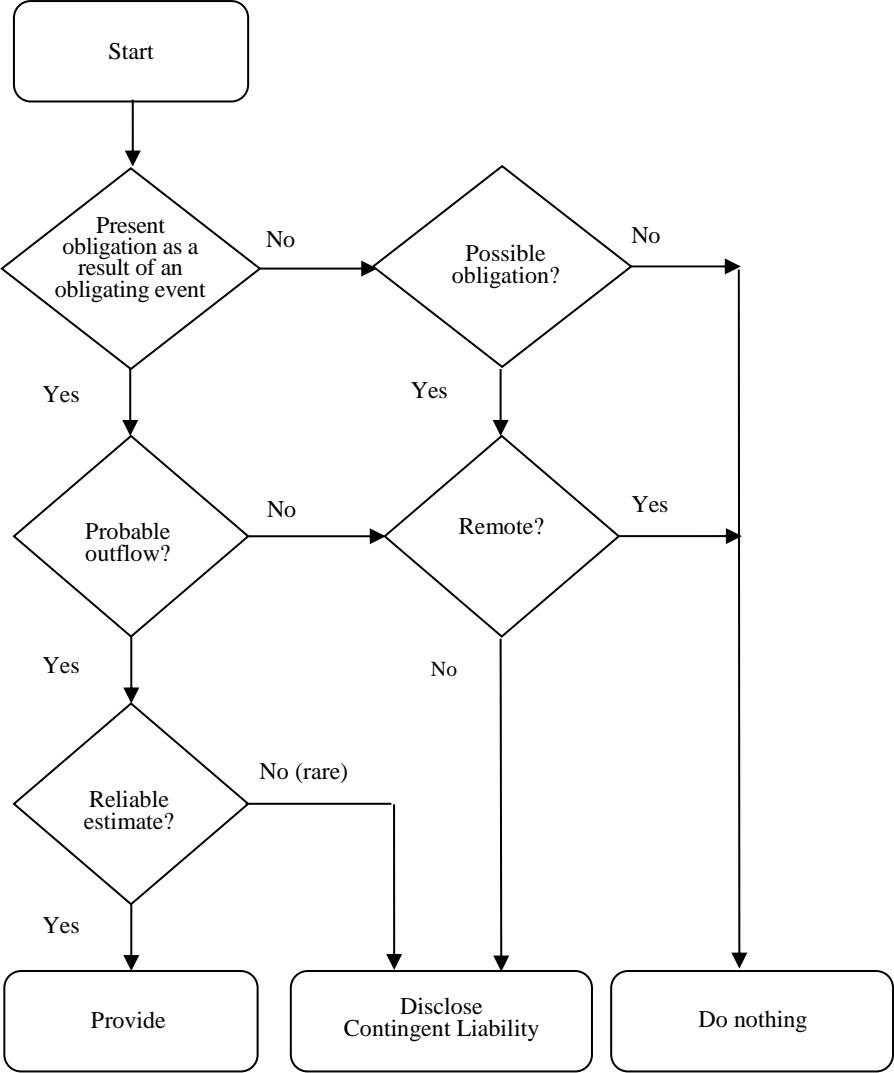 Start
Present
obligation as a
result of an
obligating event
No
Possible
obligation?
No
Yes
Yes
Probable
outflow?
No
Remote?
Yes
Yes
No
Reliable
estimate?
No (rare)
Yes
Provide
Disclose
Contingent Liability
Do nothing